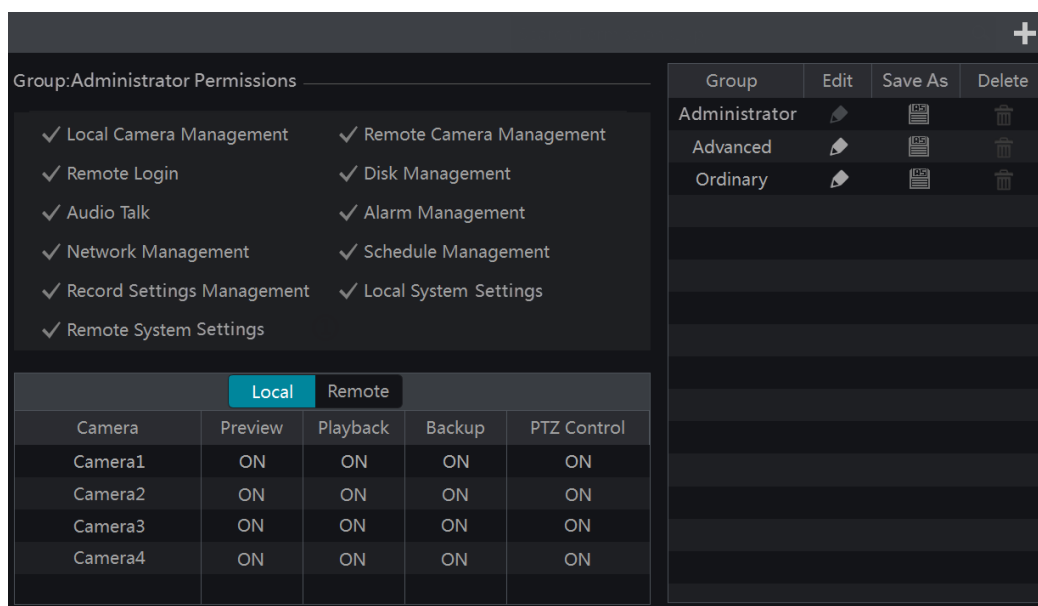 Group:Administrator Permissions
Local Camera Management Remote Camera Management
Remote Login Disk Management
Audio Talk Alarm Management
Network Management Schedule Management
Record Settings Management Local System Settings
Remote System Settings
Local Remote
Camera Preview Playback Backup PTZ Control
Camera1 ON ON ON ON
Camera2 ON ON ON ON
Camera3 ON ON ON ON
Camera4 ON ON ON ON
Group Edit Save As Delete
Administrator
Advanced
Ordinary